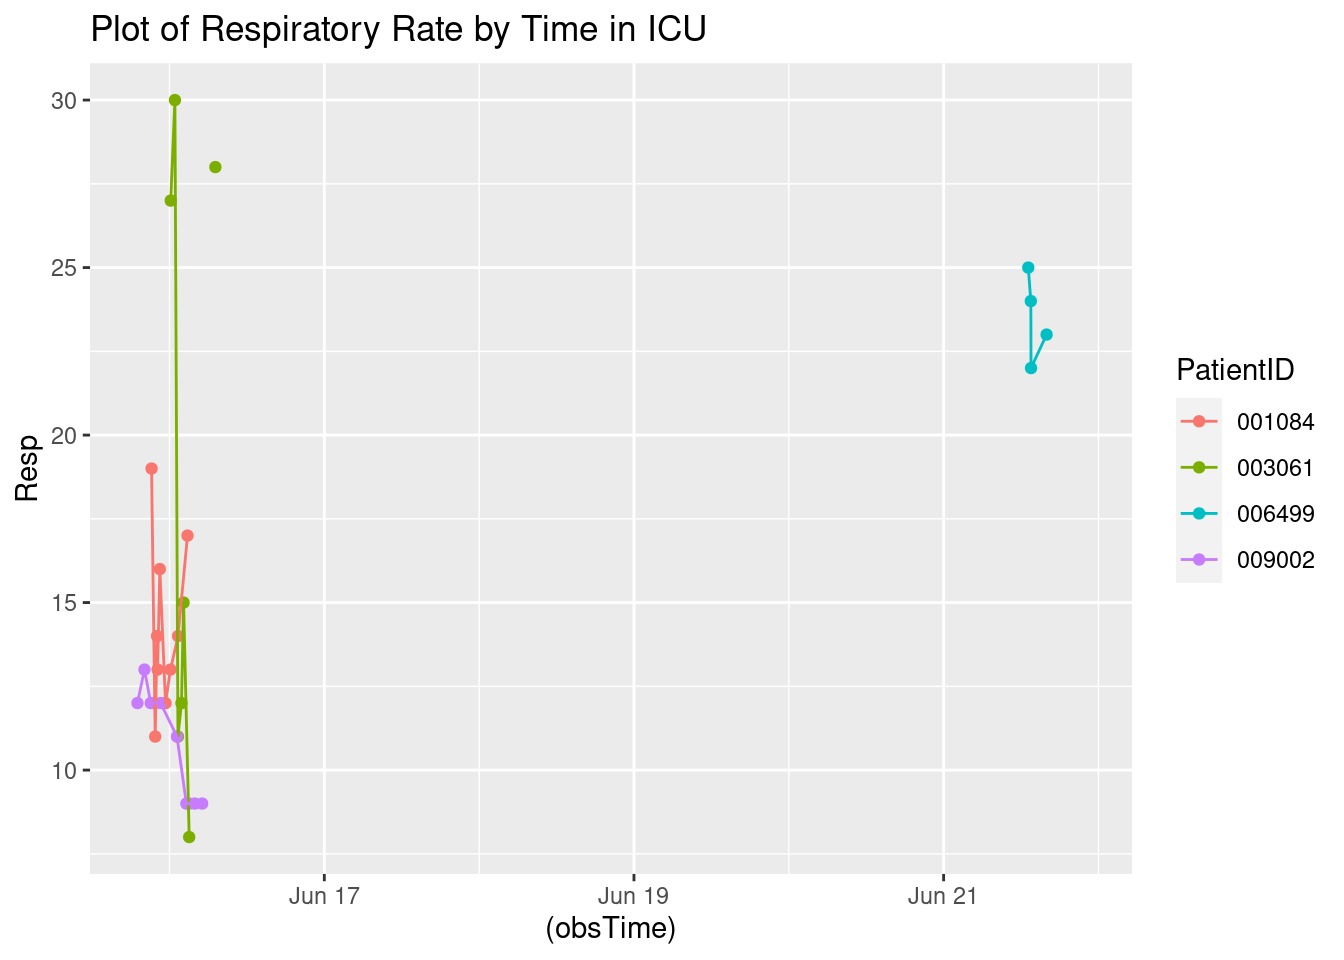 Plot of Respiratory Rate by Time in ICU
30
25
20
15
10
Resp
Jun 17
Jun 19
Jun 21
(obsTime)
PatientID
001084
003061
006499
009002